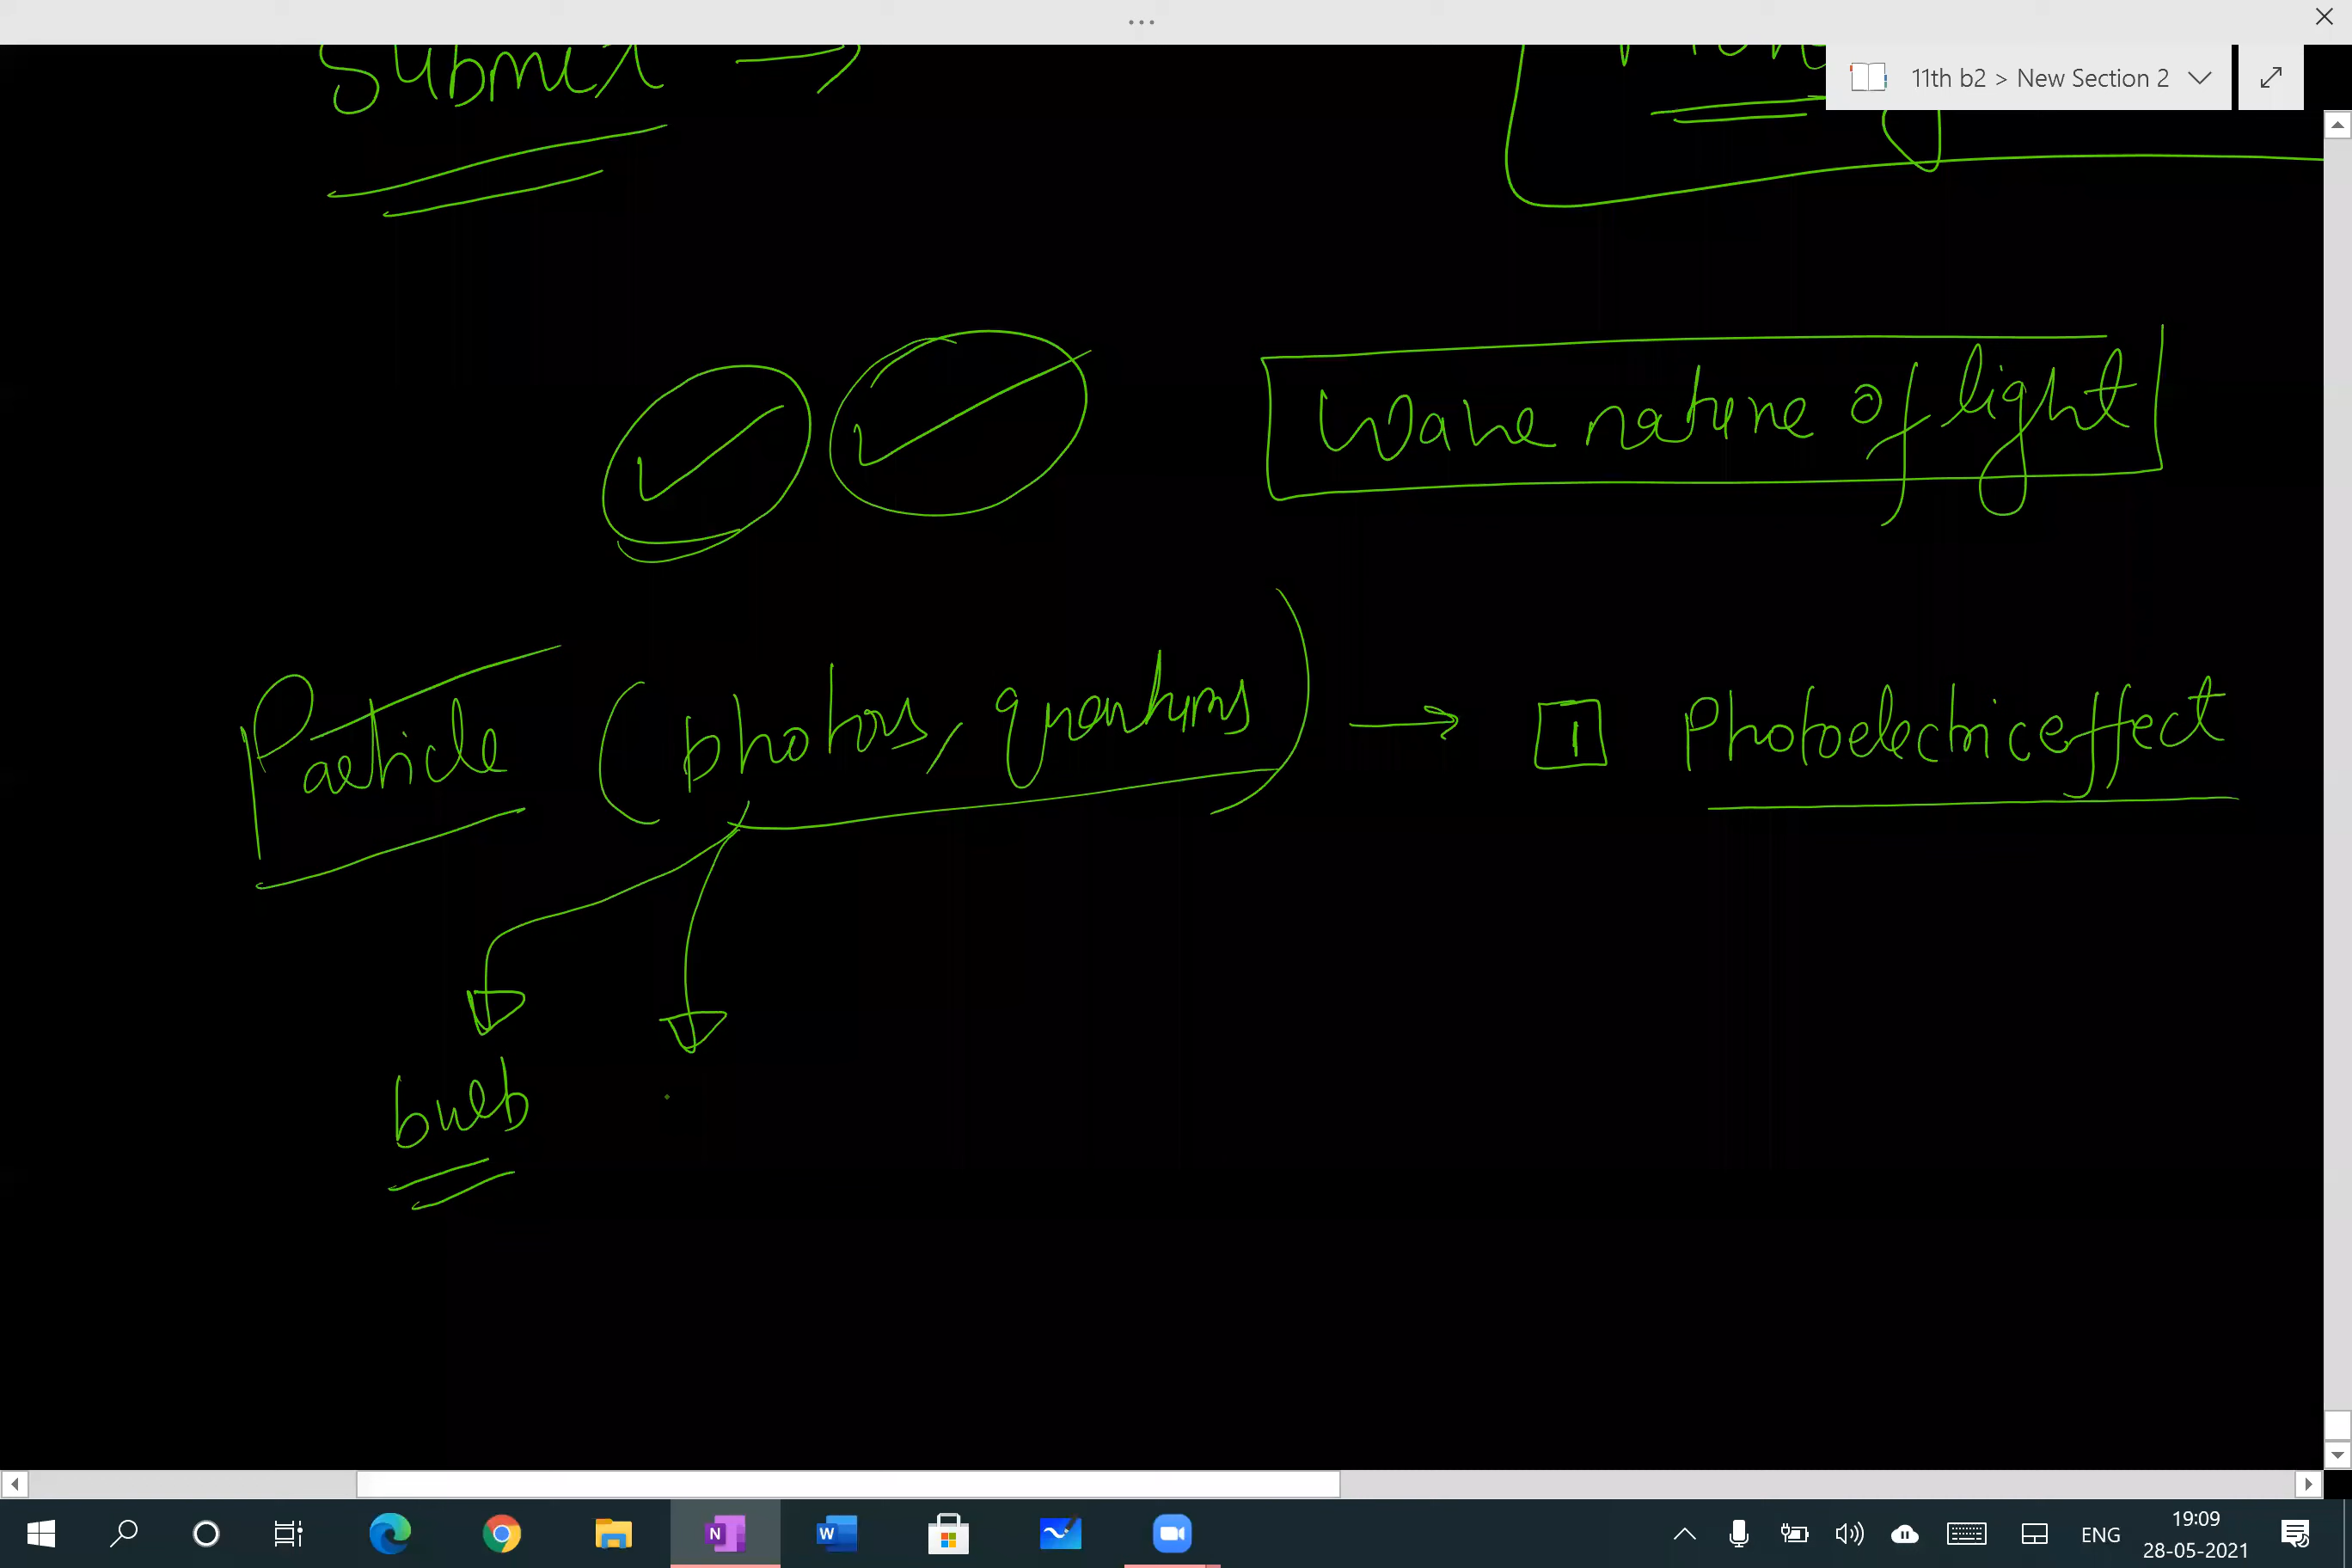 11th b2 > New Section 2
Submit →
Wave nature of light
Particle (photons, quantums) → 1 Photoelectric effect
bulb
ENG
19:09
28-05-2021